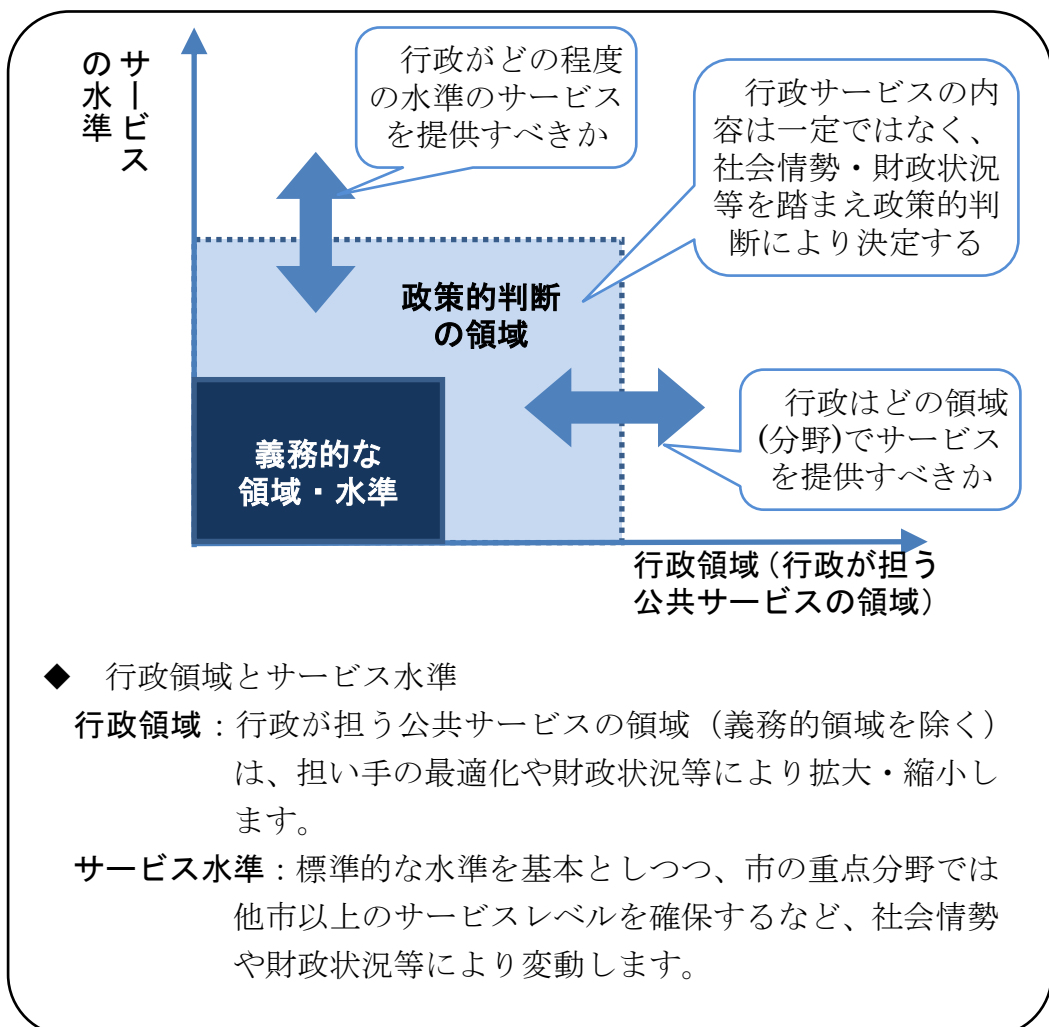 サービス
の水準
行政がどの程度
の水準のサービス
を提供すべきか
行政サービスの内
容は一定ではなく、
社会情勢・財政状況
等を踏まえ政策的判
断により決定する
政策的判断
の領域
行政はどの領域
(分野)でサービス
を提供すべきか
義務的な
領域・水準
行政領域（行政が担う
公共サービスの領域）
◆　行政領域とサービス水準
行政領域：行政が担う公共サービスの領域（義務的領域を除く）
は、担い手の最適化や財政状況等により拡大・縮小し
ます。
サービス水準：標準的な水準を基本としつつ、市の重点分野では
他市以上のサービスレベルを確保するなど、社会情勢
や財政状況等により変動します。